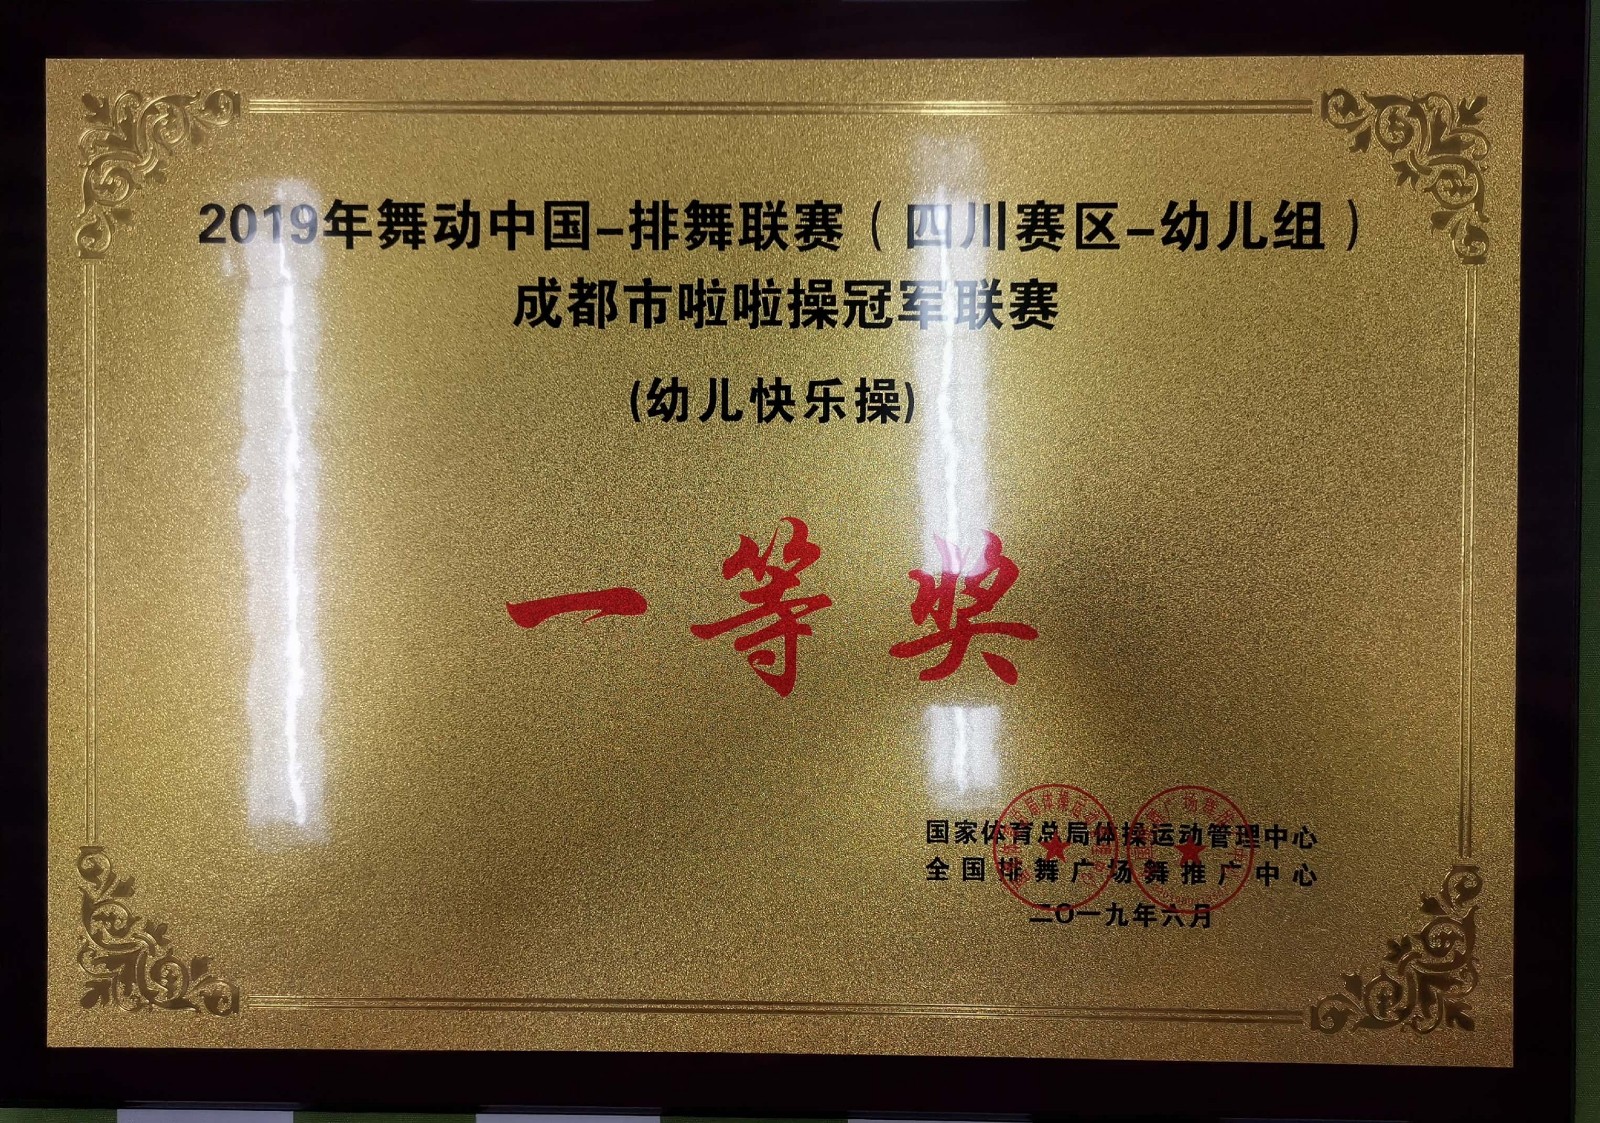 2019年舞动中国-排舞联赛（四川赛区-幼儿组）
成都市啦啦操冠军联赛
(幼儿快乐操)
一等奖
国家体育总局体操运动管理中心
全国排舞广场舞推广中心
二〇一九年六月